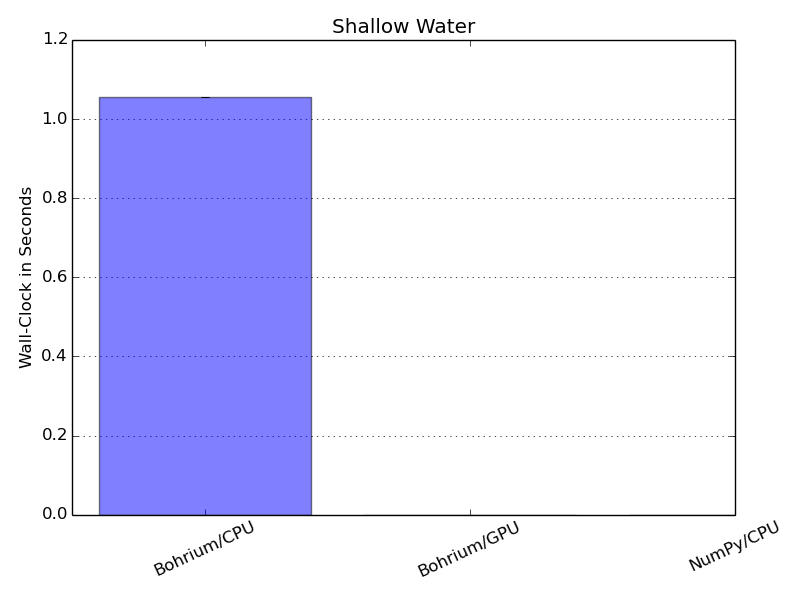 Shallow Water
Wall-Clock in Seconds
1.2
1.0
0.8
0.6
0.4
0.2
0.0
Bohrium/CPU
Bohrium/GPU
NumPy/CPU